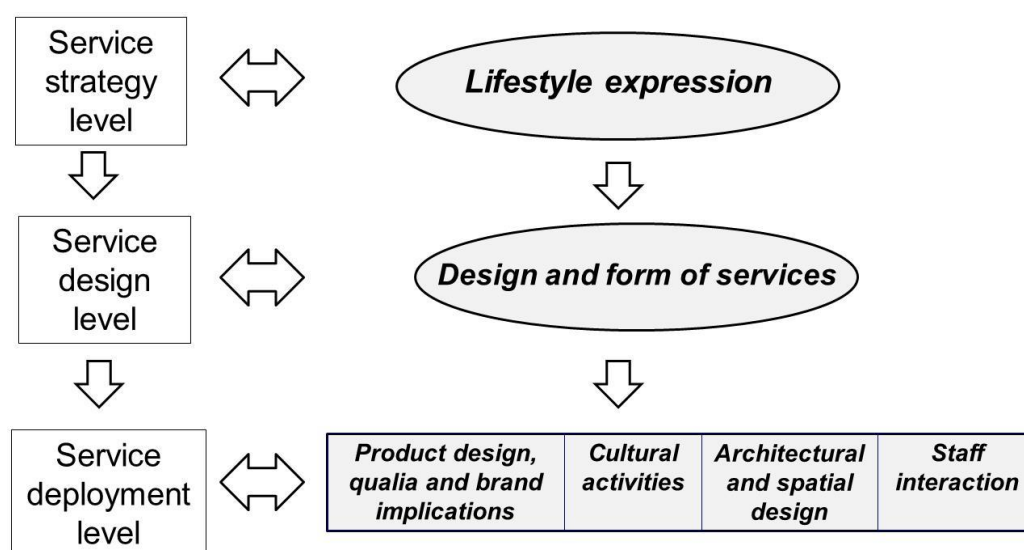 Service
strategy
level
Lifestyle expression
Service
design
level
Design and form of services
Service
deployment
level
Product design,
qualia and brand
implications
Cultural
activities
Architectural
and spatial
design
Staff
interaction